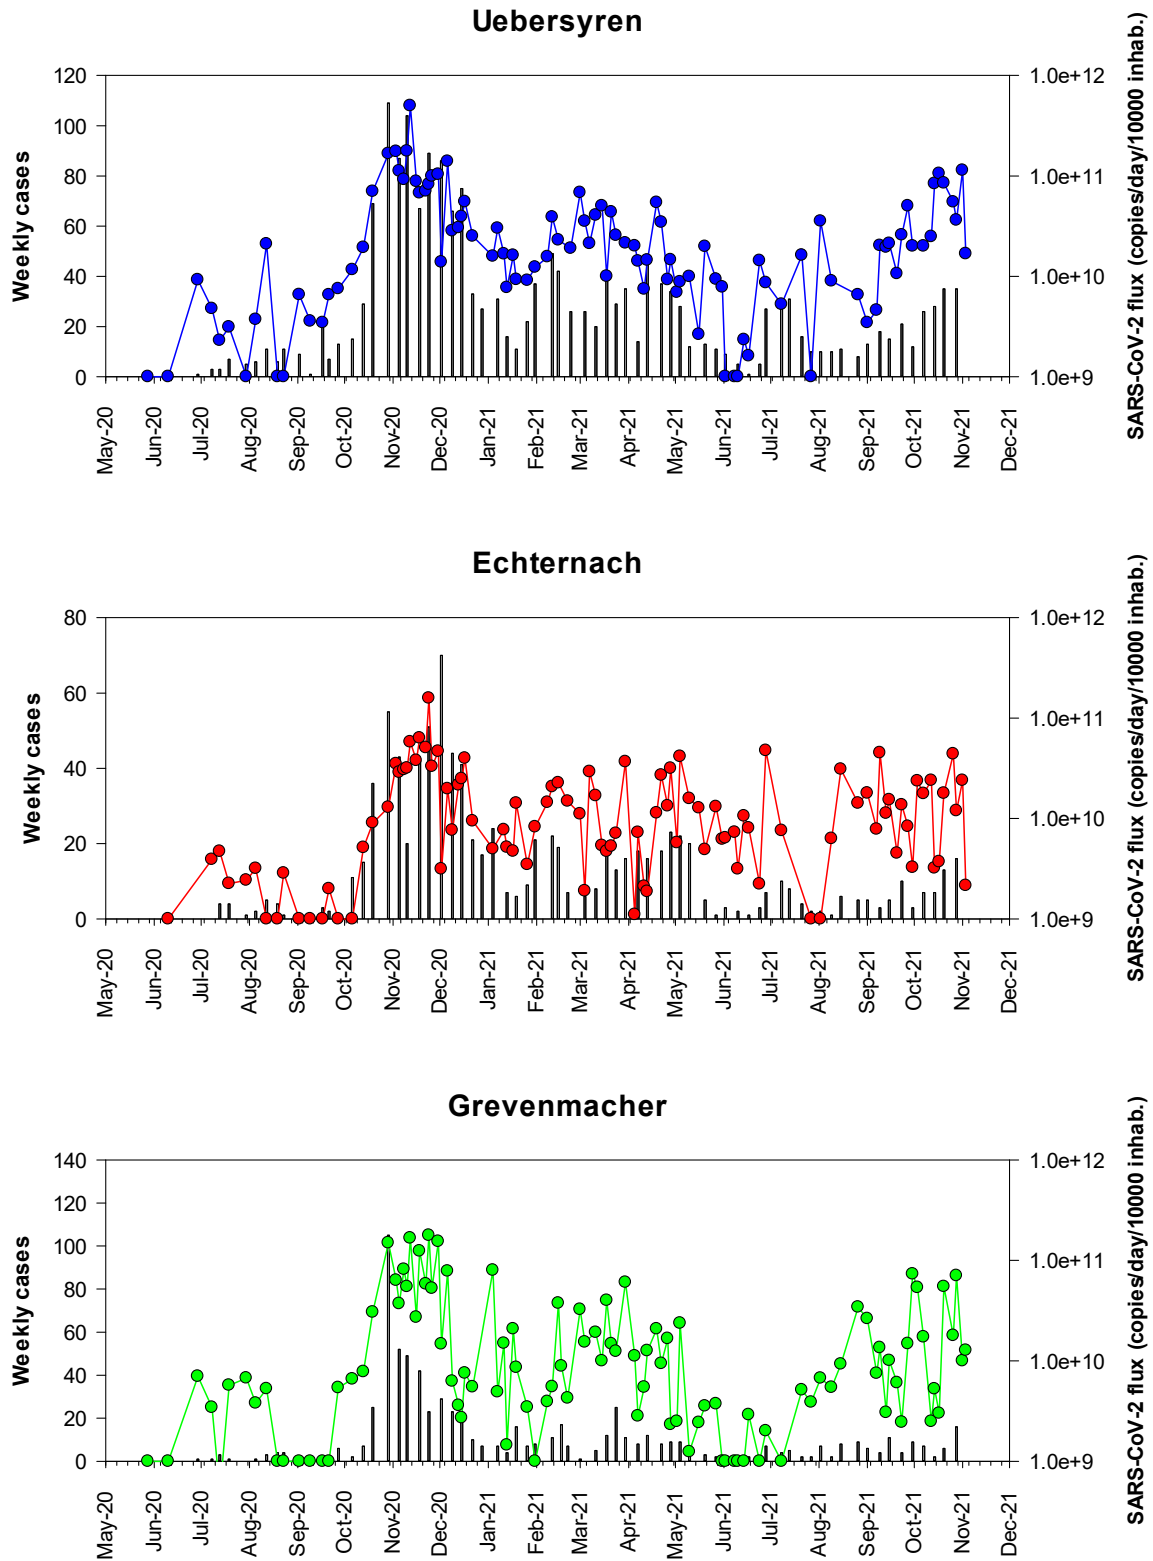 Uebersyren
Weekly cases
SARS-CoV-2 flux (copies/day/10000 inhab.)
120
100
80
60
40
20
0
1.0e+12
1.0e+11
1.0e+10
1.0e+9
May-20
Jun-20
Jul-20
Aug-20
Sep-20
Oct-20
Nov-20
Dec-20
Jan-21
Feb-21
Mar-21
Apr-21
May-21
Jun-21
Jul-21
Aug-21
Sep-21
Oct-21
Nov-21
Dec-21
Echternach
Weekly cases
SARS-CoV-2 flux (copies/day/10000 inhab.)
80
60
40
20
0
1.0e+12
1.0e+11
1.0e+10
1.0e+9
May-20
Jun-20
Jul-20
Aug-20
Sep-20
Oct-20
Nov-20
Dec-20
Jan-21
Feb-21
Mar-21
Apr-21
May-21
Jun-21
Jul-21
Aug-21
Sep-21
Oct-21
Nov-21
Dec-21
Grevenmacher
Weekly cases
SARS-CoV-2 flux (copies/day/10000 inhab.)
140
120
100
80
60
40
20
0
1.0e+12
1.0e+11
1.0e+10
1.0e+9
May-20
Jun-20
Jul-20
Aug-20
Sep-20
Oct-20
Nov-20
Dec-20
Jan-21
Feb-21
Mar-21
Apr-21
May-21
Jun-21
Jul-21
Aug-21
Sep-21
Oct-21
Nov-21
Dec-21